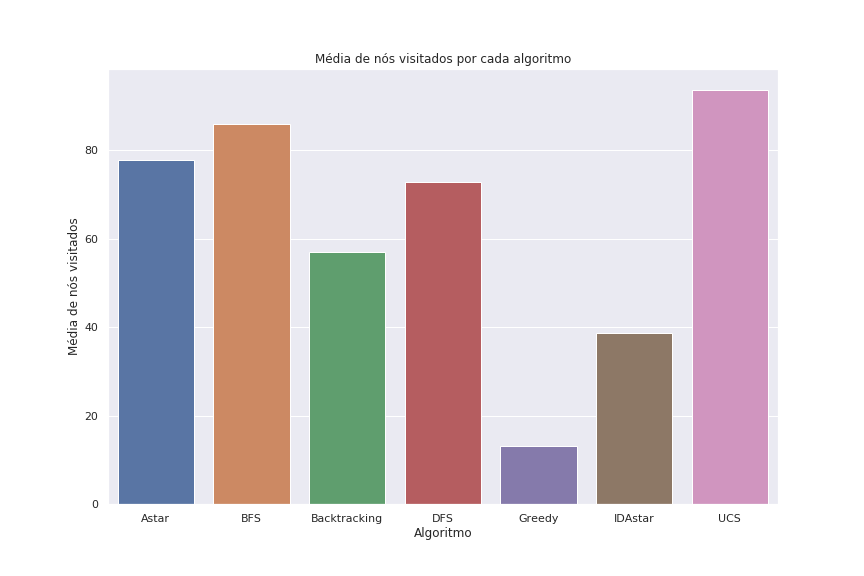 Média de nós visitados por cada algoritmo
Média de nós visitados
80
60
40
20
0
Astar BFS Backtracking DFS Greedy IDAstar UCS
Algoritmo